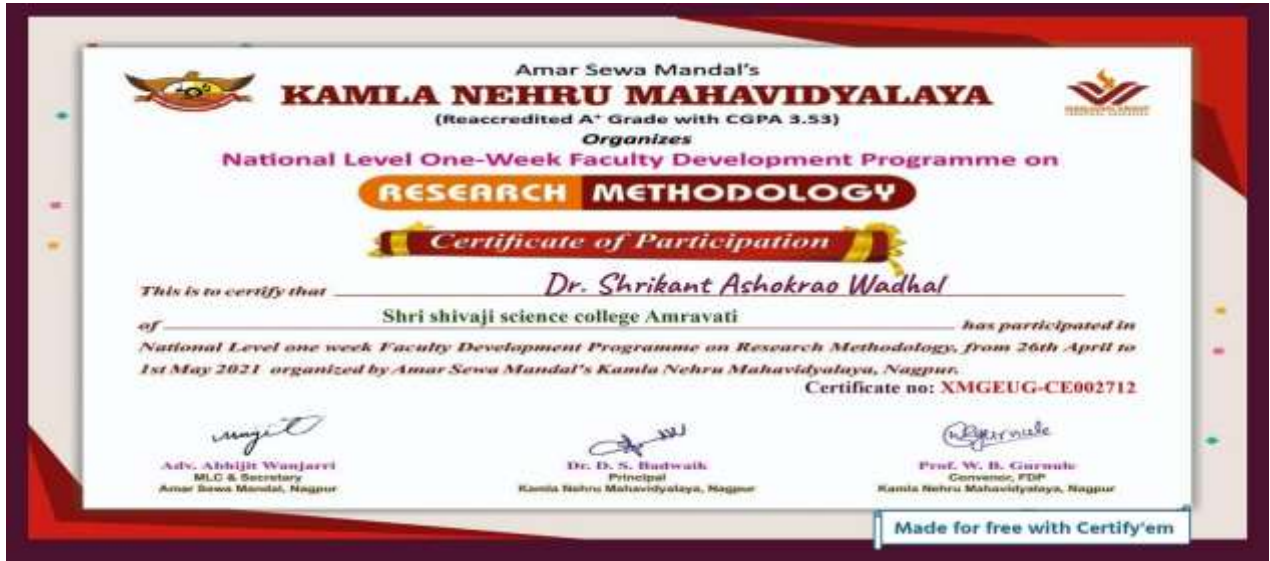 Amar Sewa Mandal's
KAMLA NEHRU MAHAVIDYALAYA
(Reaccredited A+ Grade with CGPA 3.53)
Organizes
National Level One-Week Faculty Development Programme on
RESEARCH METHODOLOGY
Certificate of Participation
This is to certify that Dr. Shrikant Ashokrao Wadhal
of Shri shivaji science college Amravati has participated in
National Level one week Faculty Development Programme on Research Methodology, from 26th April to
1st May 2021 organized by Amar Sewa Mandal's Kamla Nehru Mahavidyalaya, Nagpur.
Certificate no: XMGEUG-CE002712
Adv. Abhijit Wanjarri Dr. D. S. Badwaik Prof. W. B. Gurnule
MLC & Secretary Principal Convenor, FDP
Amar Sewa Mandal, Nagpur Kamla Nehru Mahavidyalaya, Nagpur Kamla Nehru Mahavidyalaya, Nagpur
Made for free with Certify'em